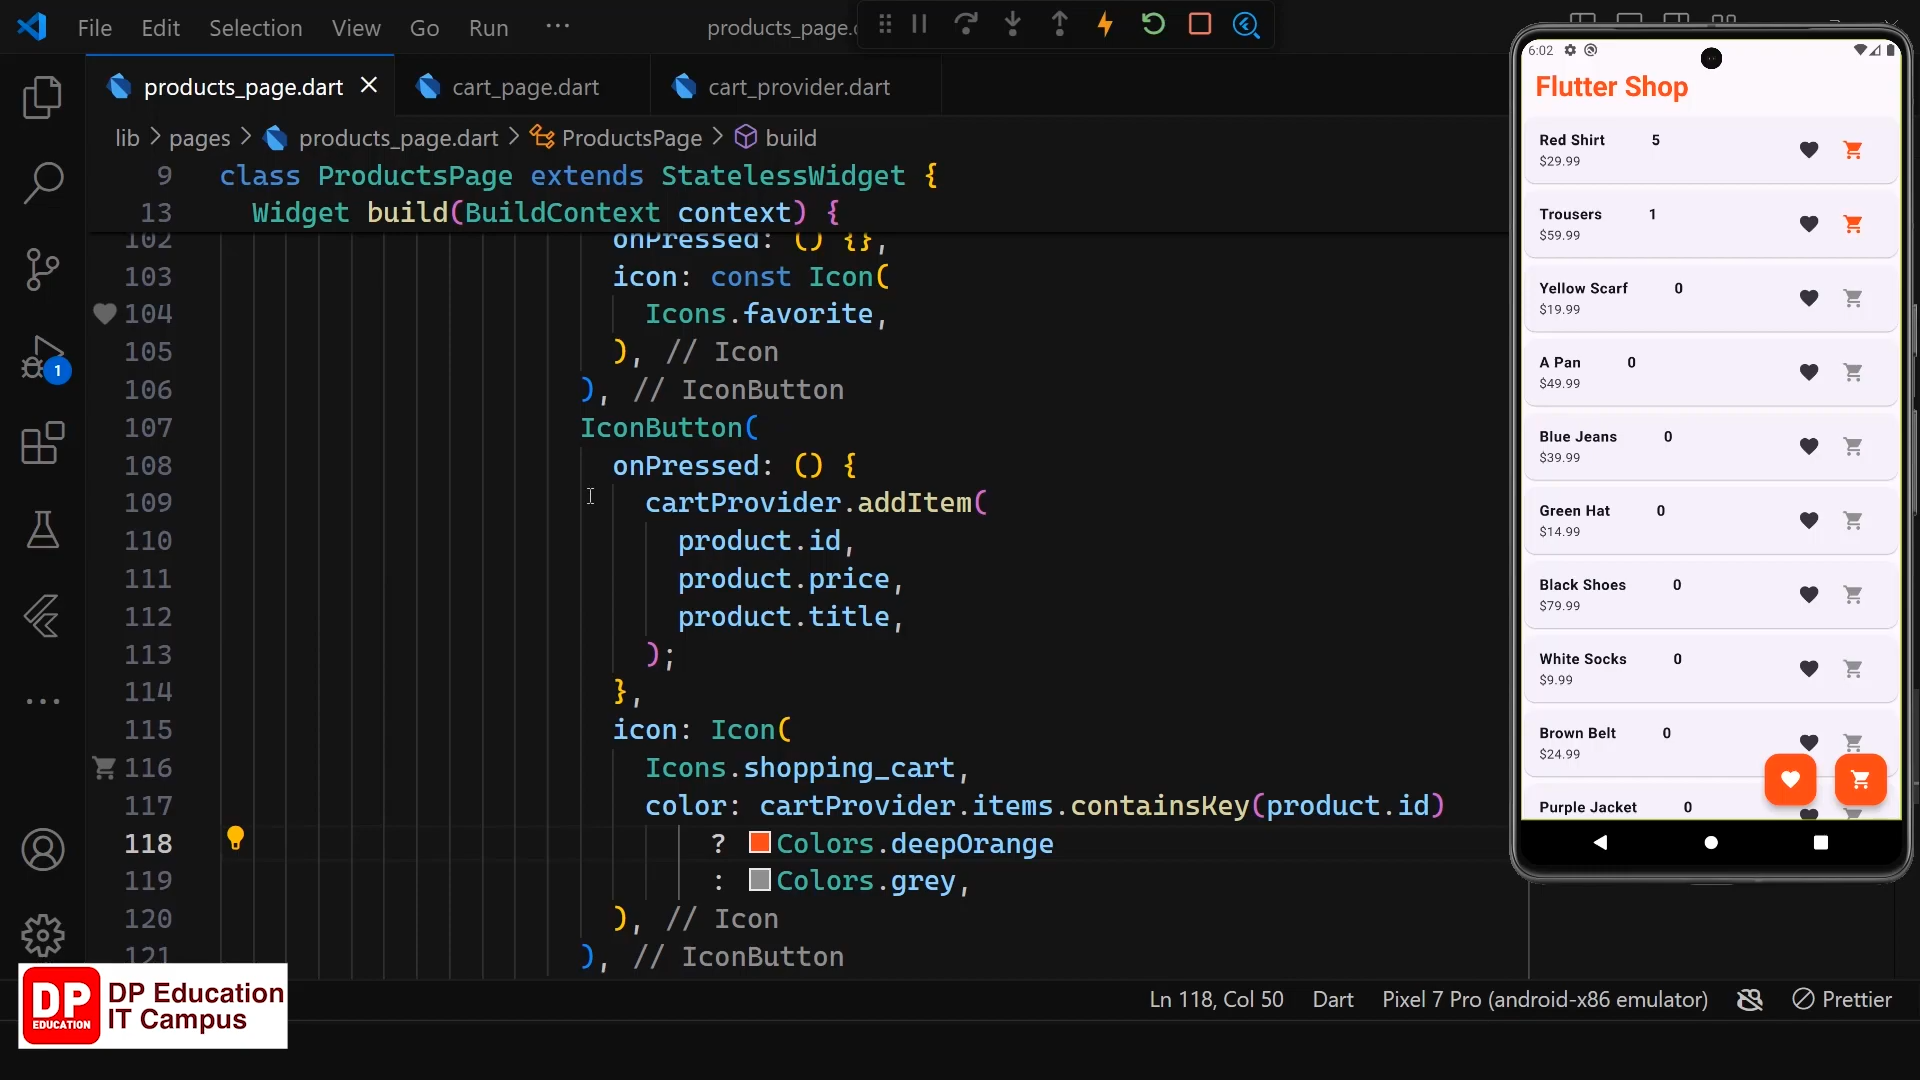 File Edit Selection View Go Run ... products_page.
products_page.dart cart_page.dart cart_provider.dart
lib > pages > products_page.dart > ProductsPage > build
9 class ProductsPage extends StatelessWidget {
13 Widget build(BuildContext context) {
102 onPressed: () {},
103 icon: const Icon(
104 Icons.favorite,
105 ), // Icon
106 ), // IconButton
107 IconButton(
108 onPressed: () {
109 cartProvider.addItem(
110 product.id,
111 product.price,
112 product.title,
113 );
114 },
115 icon: Icon(
116 Icons.shopping_cart,
117 color: cartProvider.items.containsKey(product.id)
118 ? Colors.deepOrange
119 : Colors.grey,
120 ), // Icon
121 ), // IconButton
1
DP EDUCATION
DP Education
IT Campus
Ln 118, Col 50 Dart Pixel 7 Pro (android-x86 emulator) Prettier
6:02
Flutter Shop
Red Shirt 5
$29.99
Trousers 1
$59.99
Yellow Scarf 0
$19.99
A Pan 0
$49.99
Blue Jeans 0
$39.99
Green Hat 0
$14.99
Black Shoes 0
$79.99
White Socks 0
$9.99
Brown Belt 0
$24.99
Purple Jacket 0